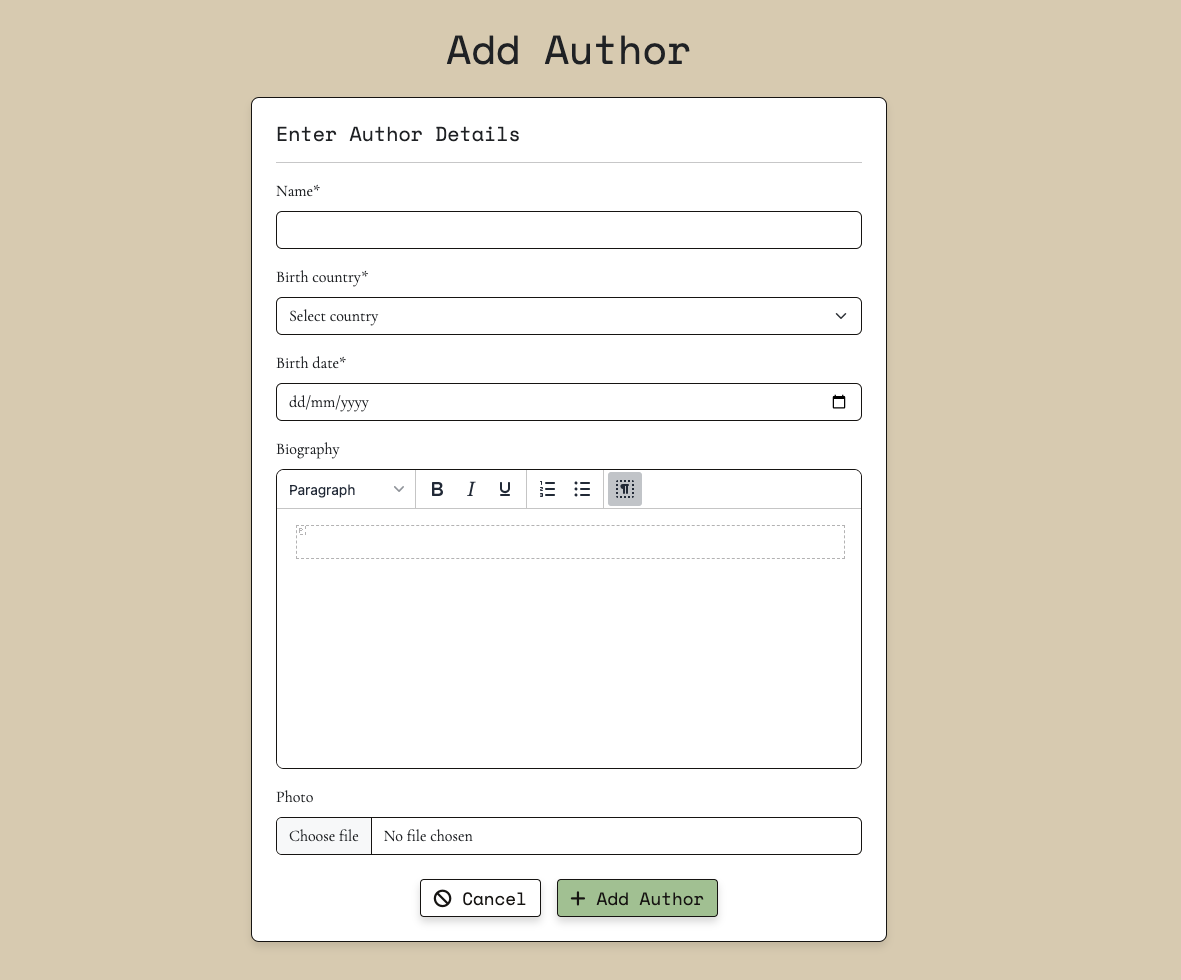 Add Author
Enter Author Details
Name*
Birth country*
Select country
Birth date*
dd/mm/yyyy
Biography
Paragraph B I U ¶
P
Photo
Choose file No file chosen
Cancel Add Author